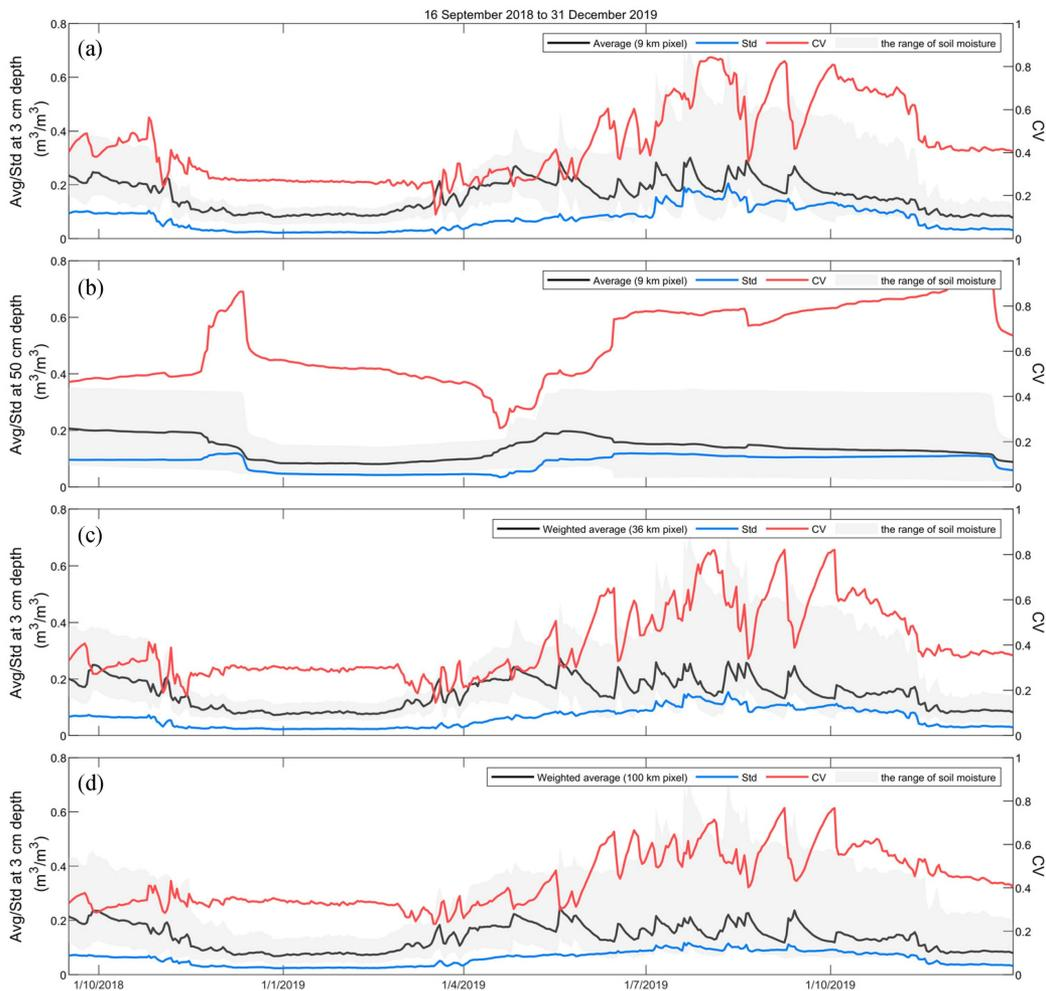 16 September 2018 to 31 December 2019
(a)
Average (9 km pixel) Std CV the range of soil moisture
Avg/Std at 3 cm depth
(m³/m³)
0.8
0.6
0.4
0.2
0
1
0.8
0.6
0.4
0.2
0
CV
(b)
Average (9 km pixel) Std CV the range of soil moisture
Avg/Std at 50 cm depth
(m³/m³)
0.8
0.6
0.4
0.2
0
1
0.8
0.6
0.4
0.2
0
CV
(c)
Weighted average (36 km pixel) Std CV the range of soil moisture
Avg/Std at 3 cm depth
(m³/m³)
0.8
0.6
0.4
0.2
0
1
0.8
0.6
0.4
0.2
0
CV
(d)
Weighted average (100 km pixel) Std CV the range of soil moisture
Avg/Std at 3 cm depth
(m³/m³)
0.8
0.6
0.4
0.2
0
1
0.8
0.6
0.4
0.2
0
CV
1/10/2018 1/1/2019 1/4/2019 1/7/2019 1/10/2019